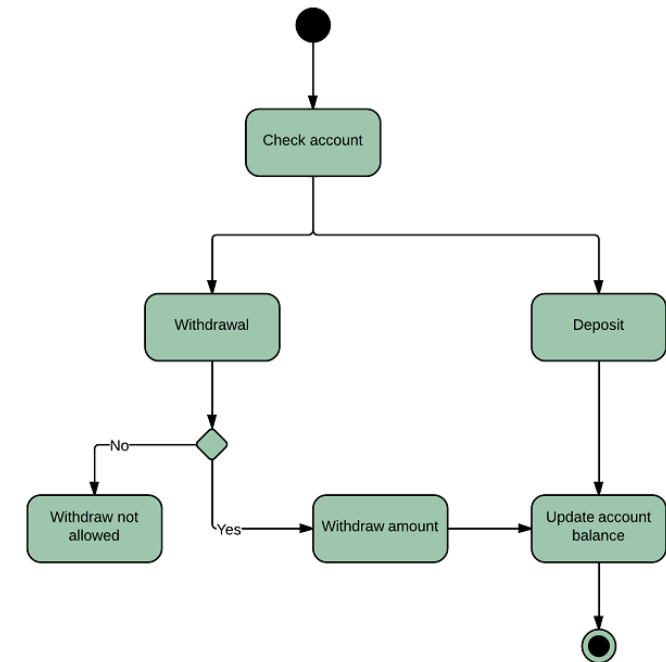 Check account
Withdrawal
Deposit
No
Withdraw not
allowed
Yes
Withdraw amount
Update account
balance